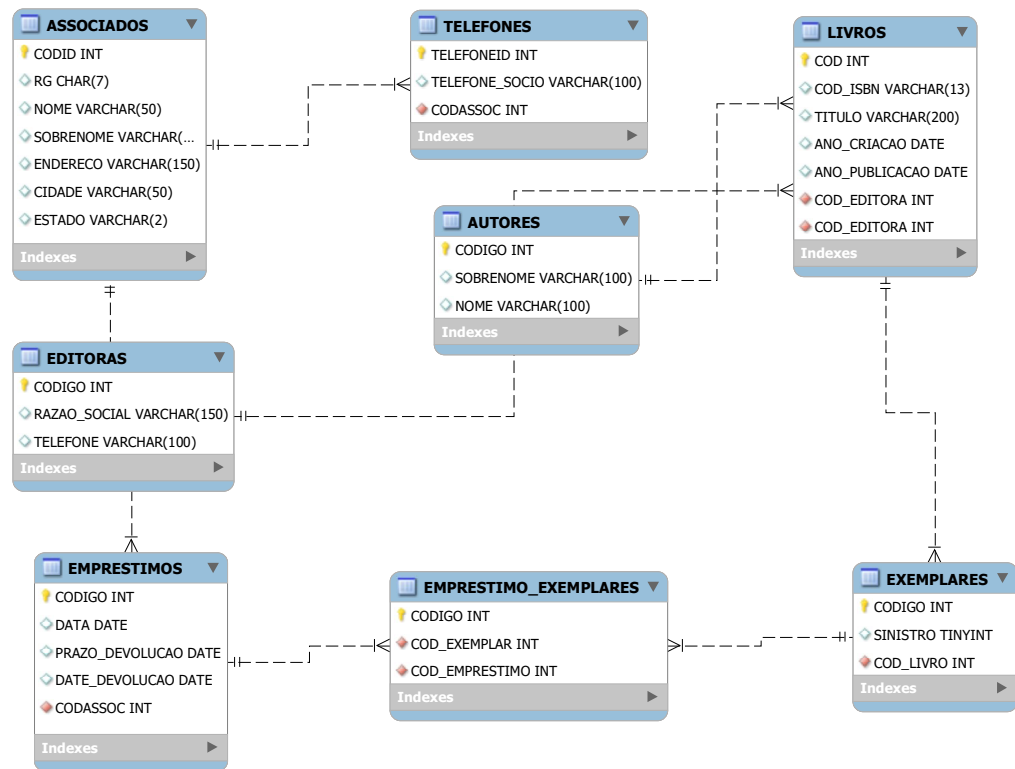 ASSOCIADOS
CODID INT
RG CHAR(7)
NOME VARCHAR(50)
SOBRENOME VARCHAR(...
ENDERECO VARCHAR(150)
CIDADE VARCHAR(50)
ESTADO VARCHAR(2)
Indexes
TELEFONES
TELEFONEID INT
TELEFONE_SOCIO VARCHAR(100)
CODASSOC INT
Indexes
LIVROS
COD INT
COD_ISBN VARCHAR(13)
TITULO VARCHAR(200)
ANO_CRIACAO DATE
ANO_PUBLICACAO DATE
COD_EDITORA INT
COD_EDITORA INT
Indexes
AUTORES
CODIGO INT
SOBRENOME VARCHAR(100)
NOME VARCHAR(100)
Indexes
EDITORAS
CODIGO INT
RAZAO_SOCIAL VARCHAR(150)
TELEFONE VARCHAR(100)
Indexes
EMPRESTIMOS
CODIGO INT
DATA DATE
PRAZO_DEVOLUCAO DATE
DATE_DEVOLUCAO DATE
CODASSOC INT
Indexes
EMPRESTIMO_EXEMPLARES
CODIGO INT
COD_EXEMPLAR INT
COD_EMPRESTIMO INT
Indexes
EXEMPLARES
CODIGO INT
SINISTRO TINYINT
COD_LIVRO INT
Indexes